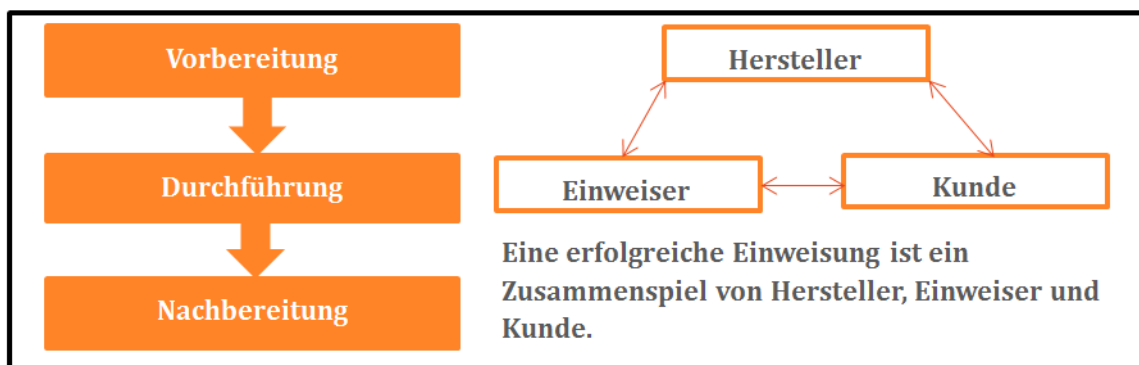 Vorbereitung
Durchführung
Nachbereitung
Hersteller
Einweiser
Kunde
Eine erfolgreiche Einweisung ist ein
Zusammenspiel von Hersteller, Einweiser und
Kunde.